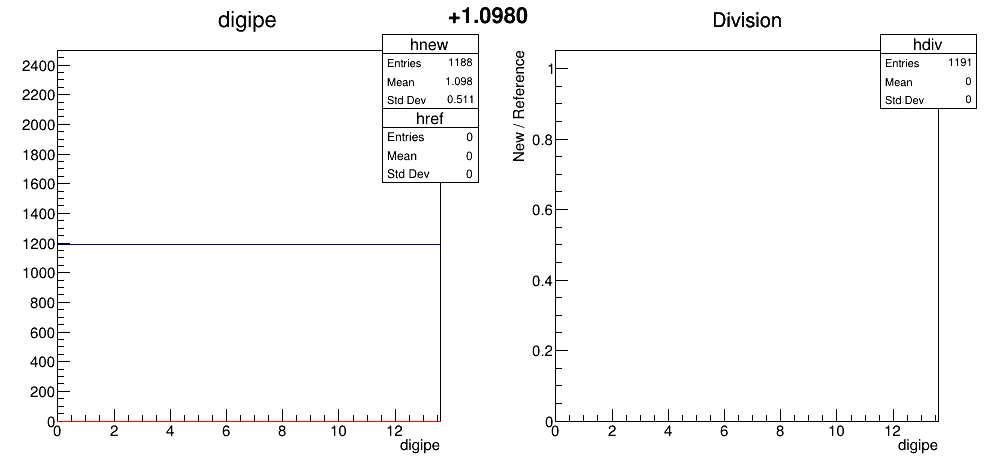 digipe
+1.0980
Division
hnew
Entries 1188
Mean 1.098
Std Dev 0.511
href
Entries 0
Mean 0
Std Dev 0
2400
2200
2000
1800
1600
1400
1200
1000
800
600
400
200
0
0 2 4 6 8 10 12
digipe
hdiv
Entries 1191
Mean 0
Std Dev 0
New / Reference
1
0.8
0.6
0.4
0.2
0
0 2 4 6 8 10 12
digipe